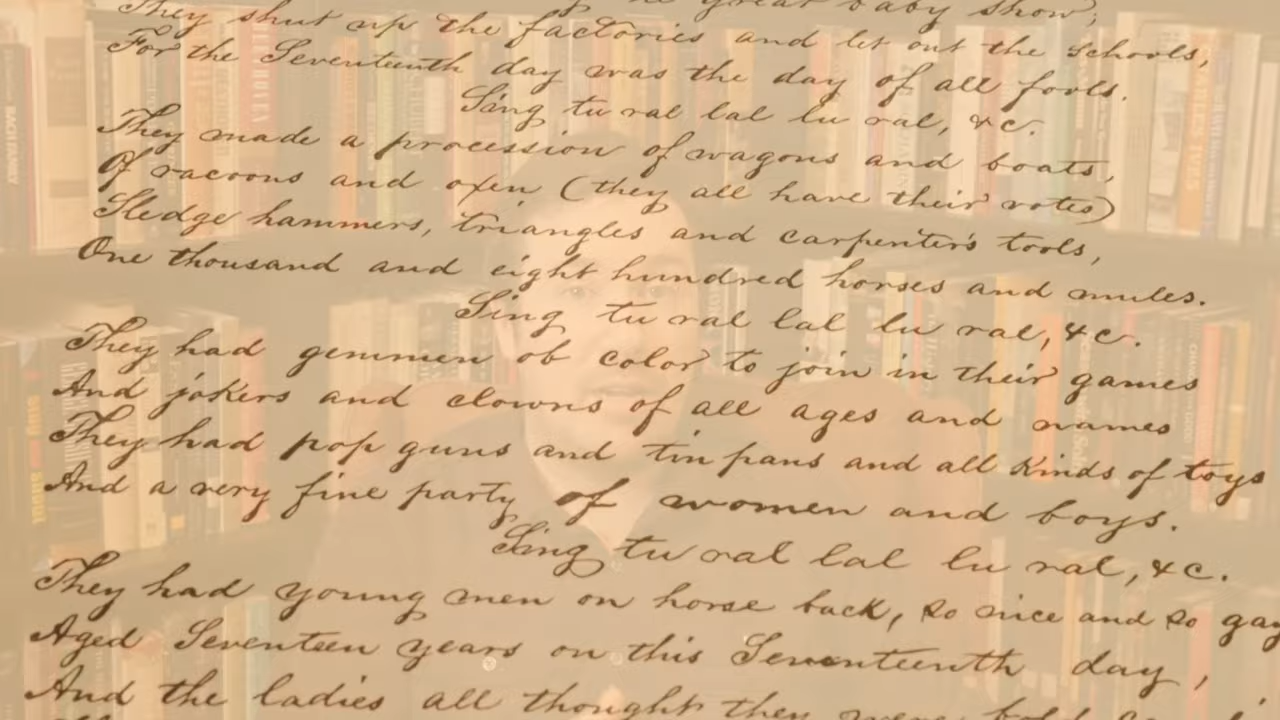 the great baby show,
They shut up the factories and let out the schools,
For the Seventeenth day was the day of all fools.
Sing tu ral lal lu ral, &c.
They made a procession of wagons and boats,
Of racoons and oxen (they all have their votes)
Sledge hammers, triangles and carpenter's tools,
One thousand and eight hundred horses and mules.
Sing tu ral lal lu ral, &c.
They had gemmen ob color to join in their games
And jokers and clowns of all ages and names
They had pop guns and tin pans and all kinds of toys
And a very fine party of women and boys.
Sing tu ral lal lu ral, &c.
They had young men on horse back, so nice and so gay
Aged Seventeen years on this Seventeenth day,
And the ladies all thought they were bold